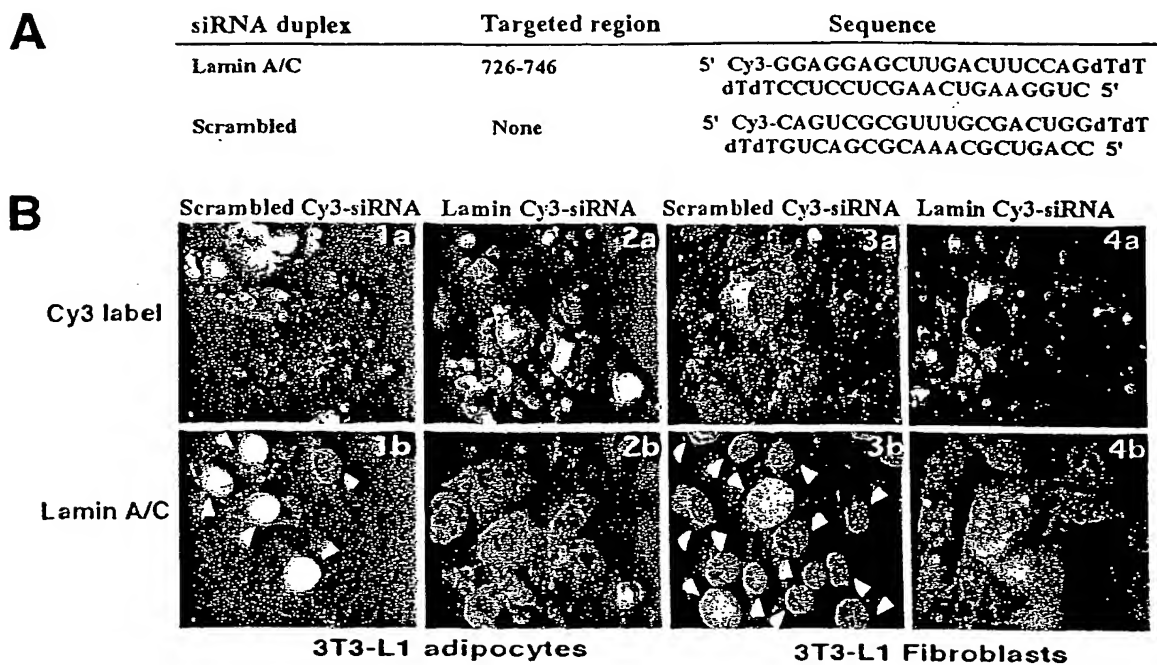 A
siRNA duplex Targeted region Sequence
Lamin A/C 726-746 5' Cy3-GGAGGAGCUUGACUUCCAGdTdT
dTdTCCUCCUCGAACUGAAGGUC 5'
Scrambled None 5' Cy3-CAGUCGCGUUUGCGACUGGdTdT
dTdTGUCAGCGCAAACGCUGACC 5'
B
Scrambled Cy3-siRNA Lamin Cy3-siRNA Scrambled Cy3-siRNA Lamin Cy3-siRNA
1a 2a 3a 4a
Cy3 label
1b 2b 3b 4b
Lamin A/C
3T3-L1 adipocytes 3T3-L1 Fibroblasts